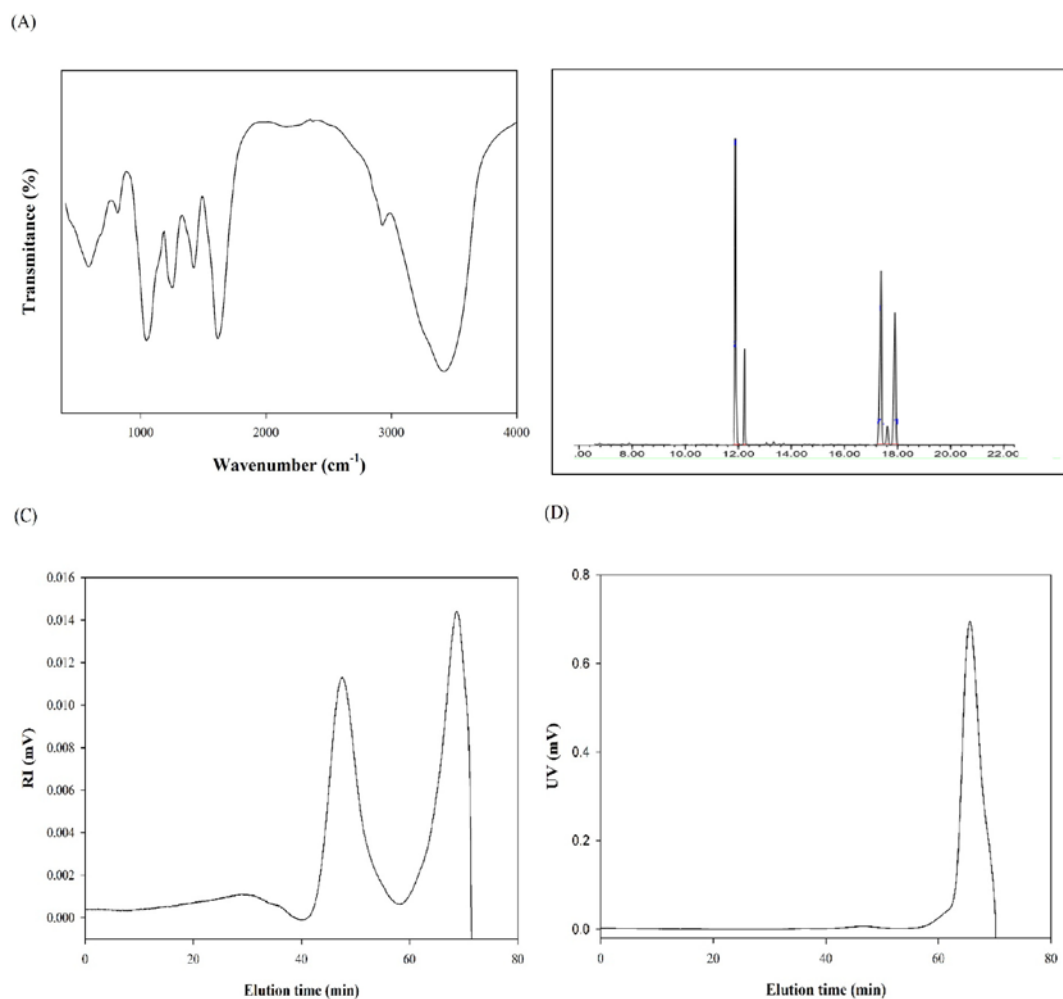 (A)
Transmitance (%)
1000 2000 3000 4000
Wavenumber (cm⁻¹)
.00 8.00 10.00 12.00 14.00 16.00 18.00 20.00 22.00
(C)
0.016
0.014
0.012
0.010
0.008
0.006
0.004
0.002
0.000
RI (mV)
0 20 40 60 80
Elution time (min)
(D)
0.8
0.6
0.4
0.2
0.0
UV (mV)
0 20 40 60 80
Elution time (min)